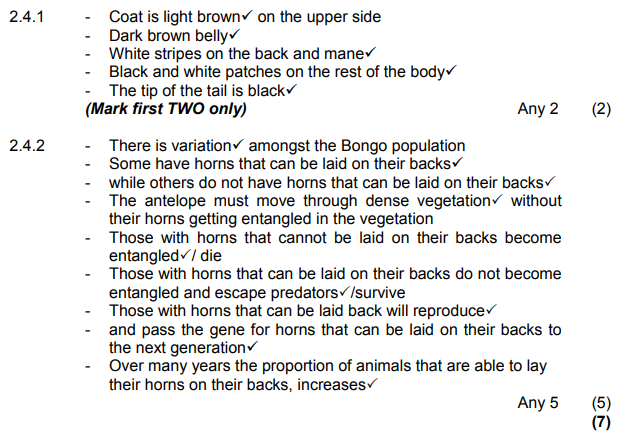 2.4.1 - Coat is light brown✓ on the upper side
- Dark brown belly✓
- White stripes on the back and mane✓
- Black and white patches on the rest of the body✓
- The tip of the tail is black✓
(Mark first TWO only) Any 2 (2)
2.4.2 - There is variation✓ amongst the Bongo population
- Some have horns that can be laid on their backs✓
- while others do not have horns that can be laid on their backs✓
- The antelope must move through dense vegetation✓ without
their horns getting entangled in the vegetation
- Those with horns that cannot be laid on their backs become
entangled✓/ die
- Those with horns that can be laid on their backs do not become
entangled and escape predators✓/survive
- Those with horns that can be laid back will reproduce✓
- and pass the gene for horns that can be laid on their backs to
the next generation✓
- Over many years the proportion of animals that are able to lay
their horns on their backs, increases✓
Any 5 (5)
(7)